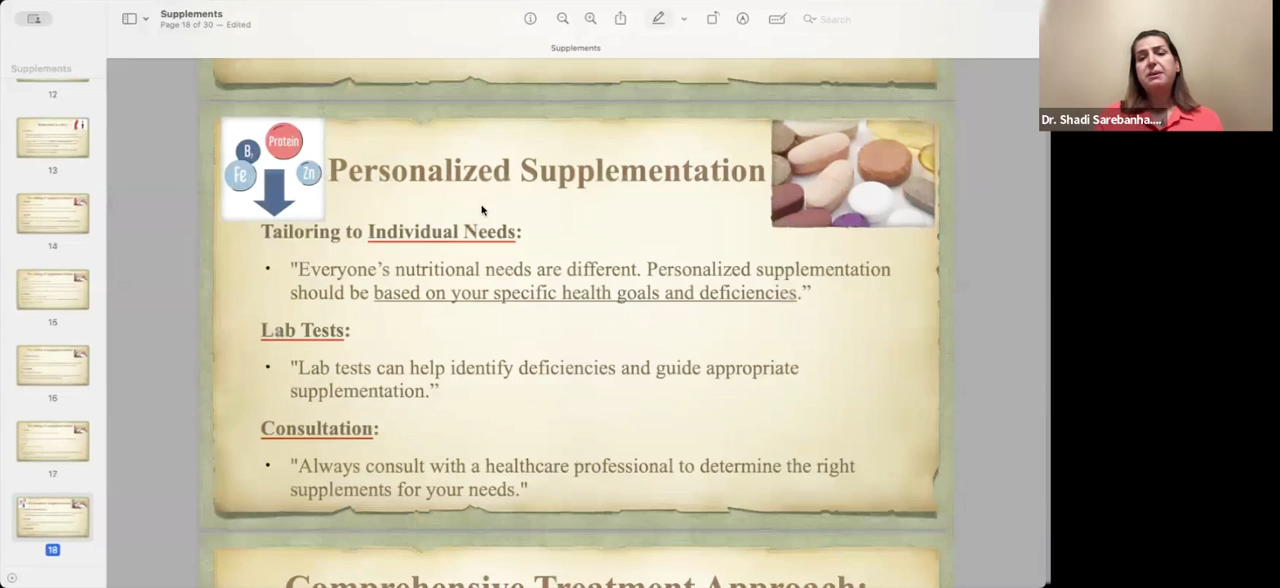 Supplements
Page 18 of 30 — Edited
Search
Supplements
Supplements
12
13
14
15
16
17
18
Protein
B,
Fe
Zn
Personalized Supplementation
Tailoring to Individual Needs:
• "Everyone’s nutritional needs are different. Personalized supplementation
should be based on your specific health goals and deficiencies.”
Lab Tests:
• "Lab tests can help identify deficiencies and guide appropriate
supplementation.”
Consultation:
• "Always consult with a healthcare professional to determine the right
supplements for your needs."
Comprehensive Treatment Approach:
Dr. Shadi Sarebanha....